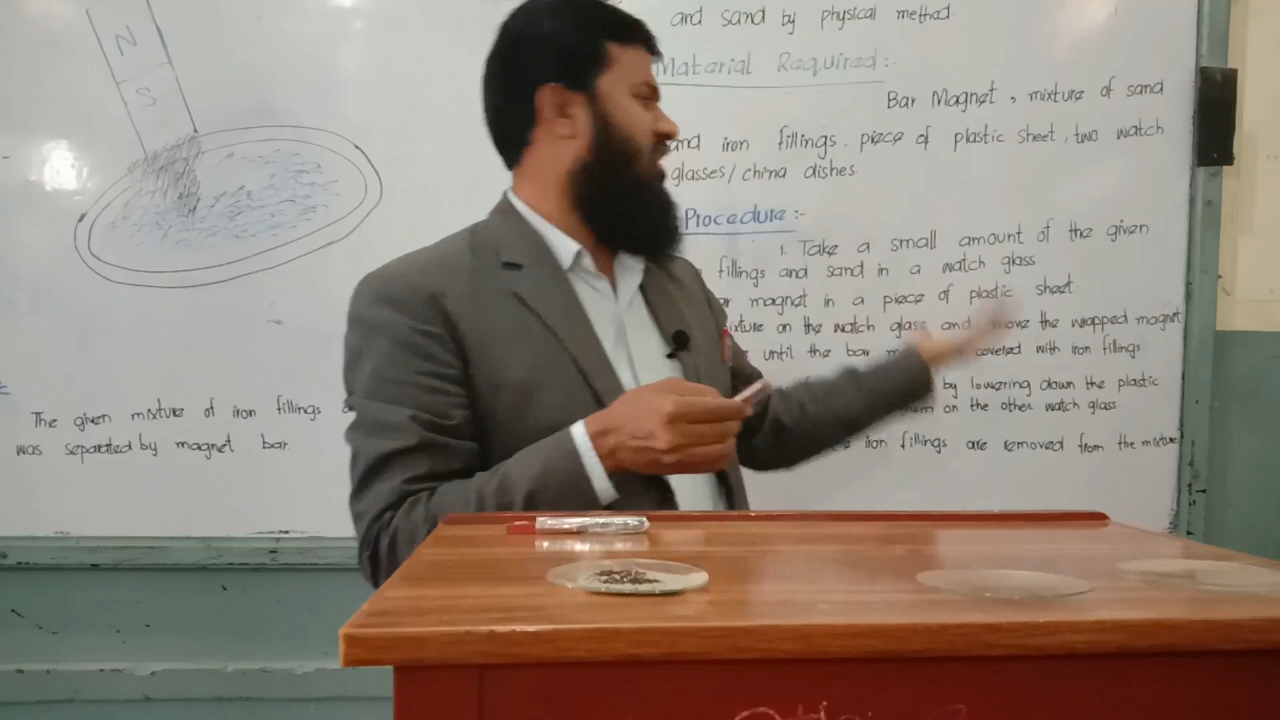 N
S
The given mixture of iron fillings
was separated by magnet bar.
and sand by physical method.
Material Required:-
Bar Magnet, mixture of sand
and iron fillings. piece of plastic sheet, two watch
glasses/china dishes.
Procedure:-
1. Take a small amount of the given
fillings and sand in a watch glass
magnet in a piece of plastic sheet.
on the watch glass and move the wrapped magnet
until the bar covered with iron fillings
by lowering down the plastic
on the other watch glass
iron fillings are removed from the mixture